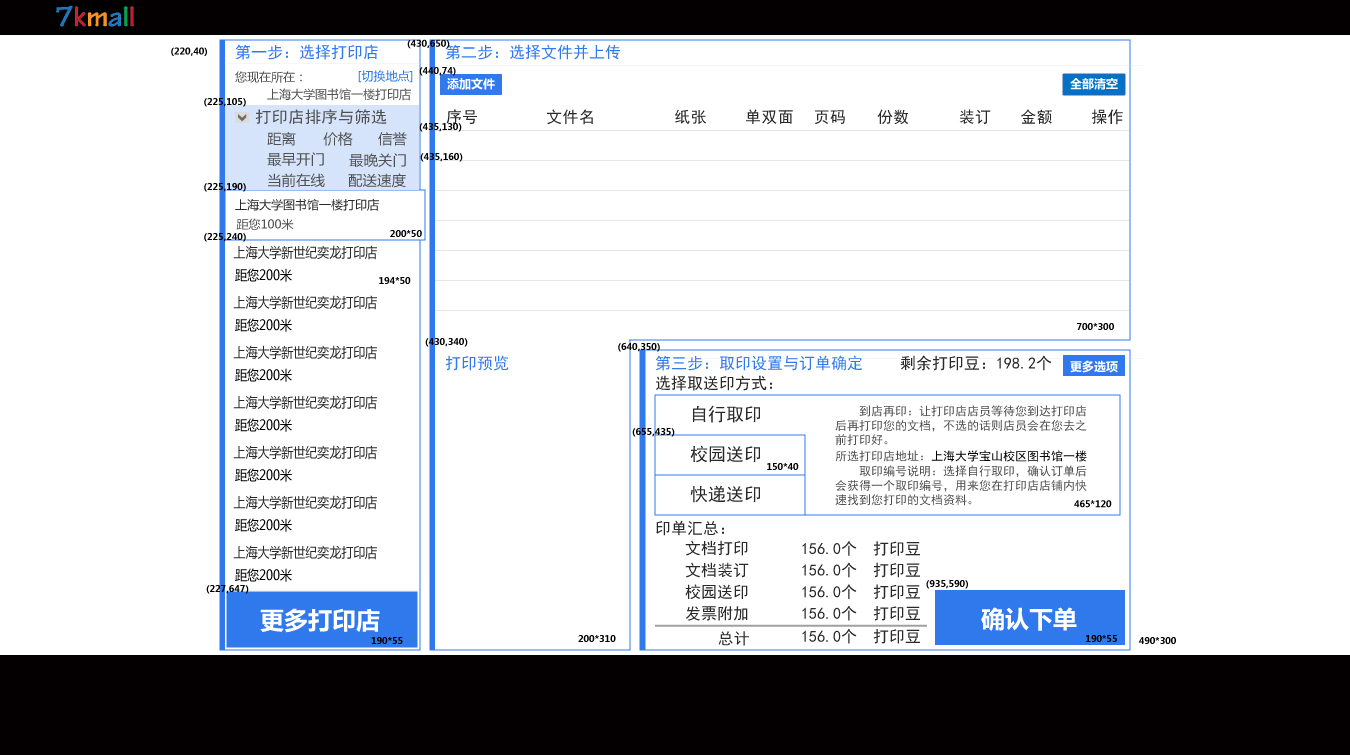 7kmall
(220,40)
第一步：选择打印店
您现在所在：
[切换地点]
上海大学图书馆一楼打印店
(225,105)
打印店排序与筛选
距离 价格 信誉
最早开门 最晚关门
当前在线 配送速度
(225,190)
上海大学图书馆一楼打印店
距您100米
200*50
(225,240)
上海大学新世纪奕龙打印店
距您200米
194*50
上海大学新世纪奕龙打印店
距您200米
上海大学新世纪奕龙打印店
距您200米
上海大学新世纪奕龙打印店
距您200米
上海大学新世纪奕龙打印店
距您200米
上海大学新世纪奕龙打印店
距您200米
上海大学新世纪奕龙打印店
距您200米
(227,647)
更多打印店
190*55
(430,650)
第二步：选择文件并上传
(440,74)
添加文件
全部清空
序号 文件名 纸张 单双面 页码 份数 装订 金额 操作
(435,130)
(435,160)
700*300
(430,340)
打印预览
200*310
(640,350)
第三步：取印设置与订单确定
剩余打印豆：198.2个
更多选项
选择取送印方式：
自行取印
(655,435)
校园送印
150*40
快递送印
到店再印：让打印店店员等待您到达打印店
后再打印您的文档，不选的话则店员会在您去之
前打印好。
所选打印店地址：上海大学宝山校区图书馆一楼
取印编号说明：选择自行取印，确认订单后
会获得一个取印编号，用来您在打印店店铺内快
速找到您打印的文档资料。
465*120
印单汇总：
文档打印 156.0个 打印豆
文档装订 156.0个 打印豆
校园送印 156.0个 打印豆
发票附加 156.0个 打印豆
总计 156.0个 打印豆
(935,590)
确认下单
190*55
490*300